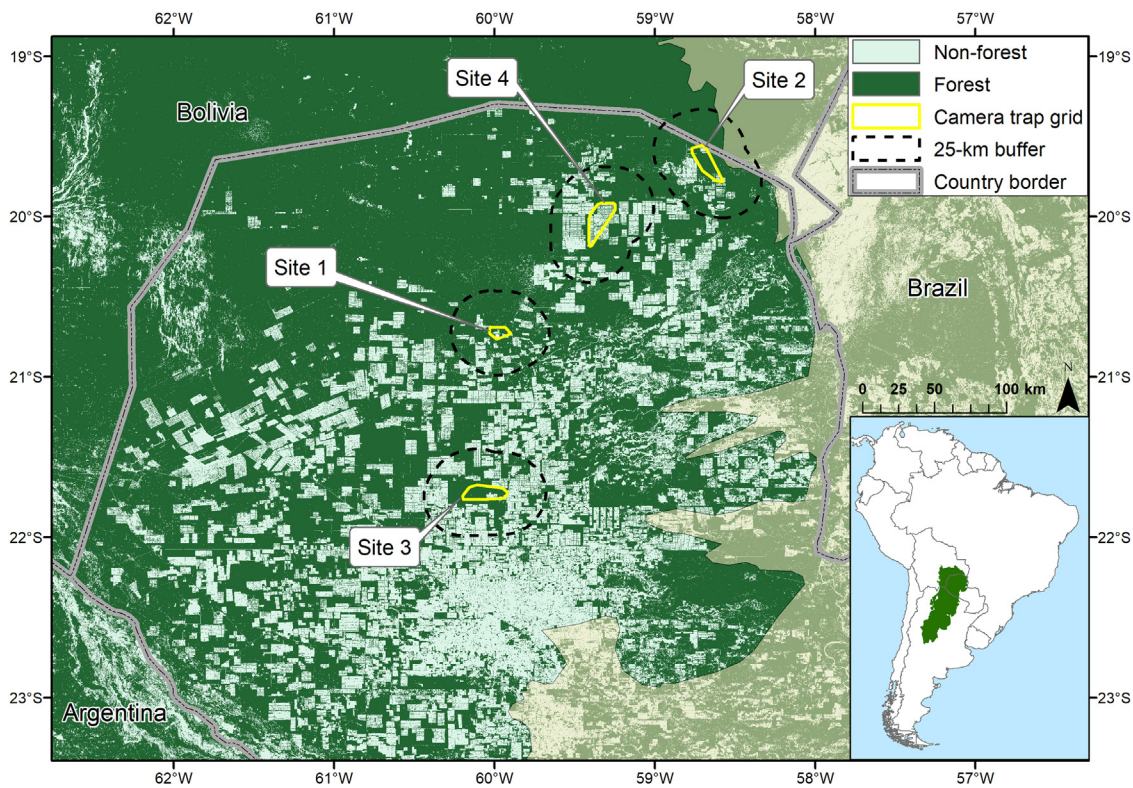 62°W 61°W 60°W 59°W 58°W 57°W
19°S 19°S
20°S 20°S
21°S 21°S
22°S 22°S
23°S 23°S
62°W 61°W 60°W 59°W 58°W 57°W
Non-forest
Forest
Camera trap grid
25-km buffer
Country border
Site 4
Site 2
Bolivia
Site 1
Brazil
N
0 25 50 100 km
Site 3
Argentina